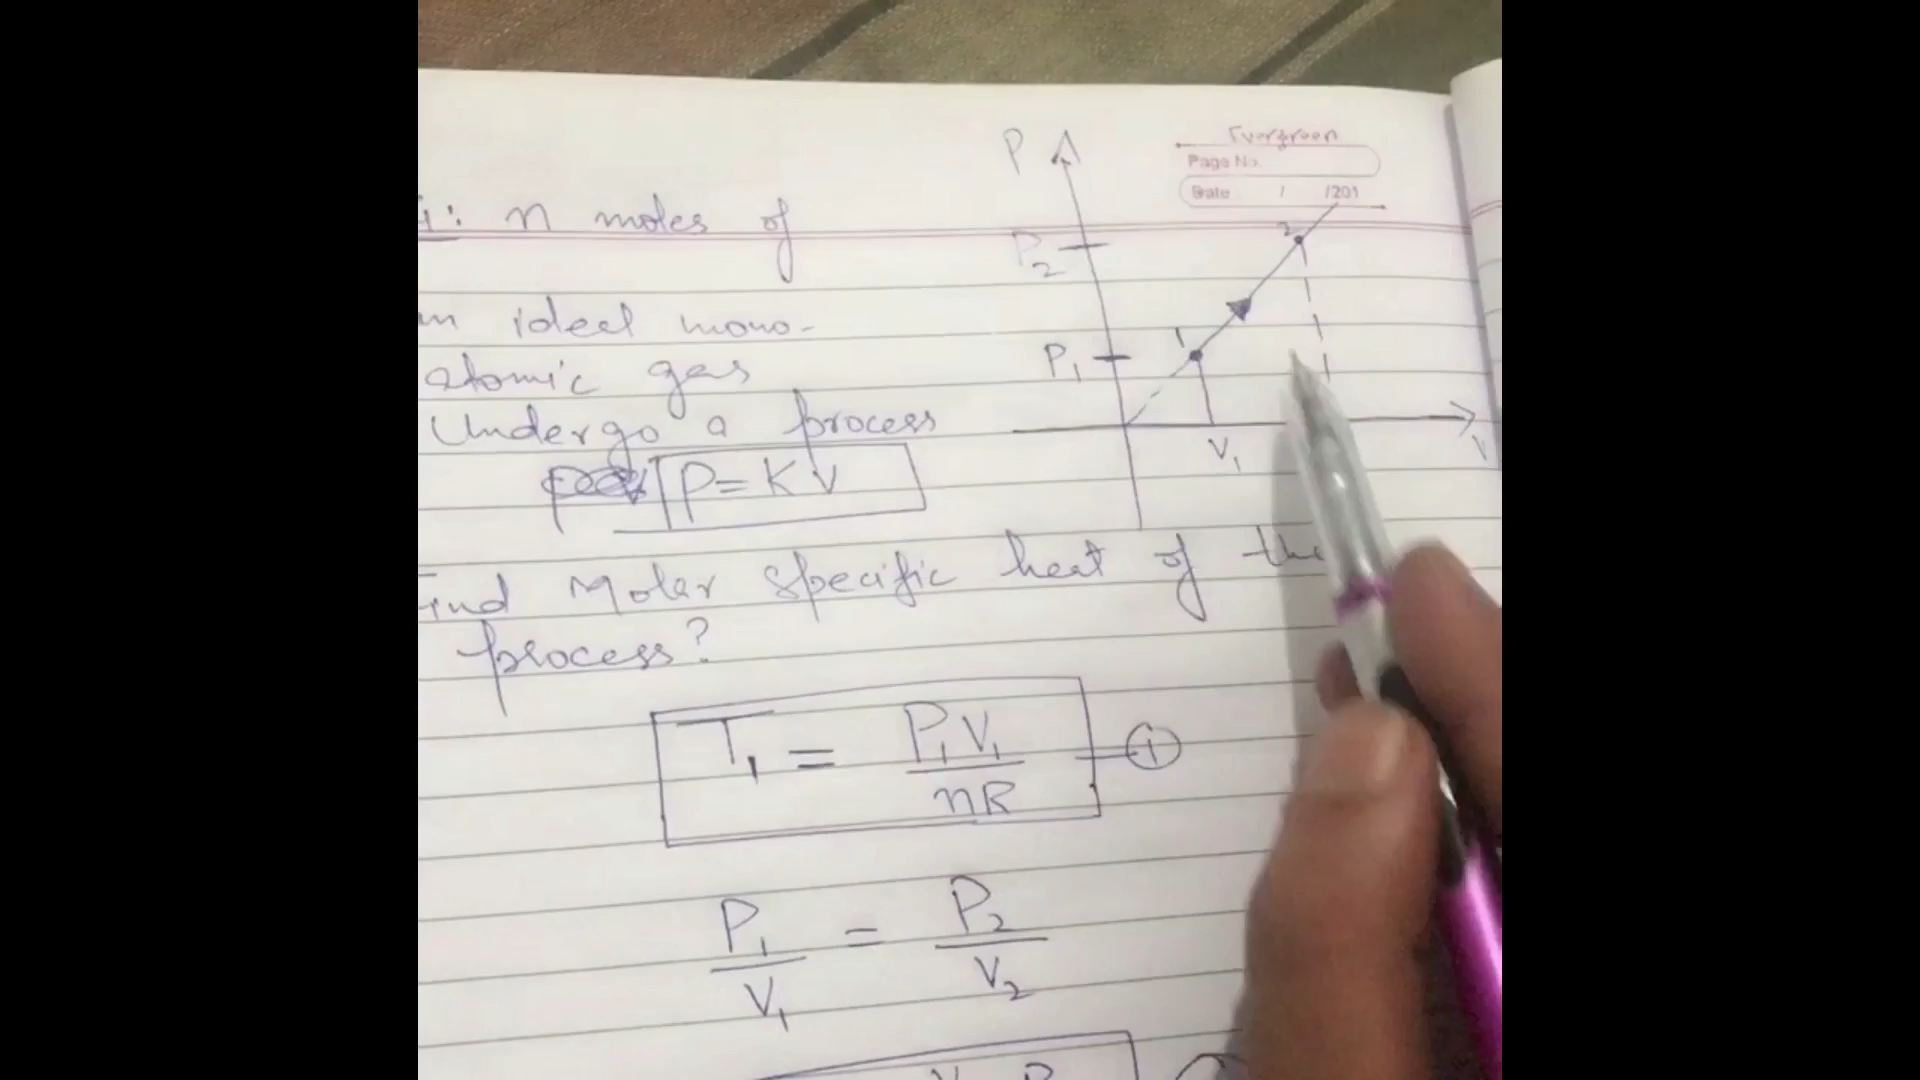 n moles of
ideal mono-
atomic gas
Undergo a process
P=KV
Find Molar specific heat of the
process?
T₁ = P₁V₁/nR —(i)
P₁/V₁ = P₂/V₂
P
P₂
P₁
1
2
V₁
V
Evergreen
Page No.
Date / /201